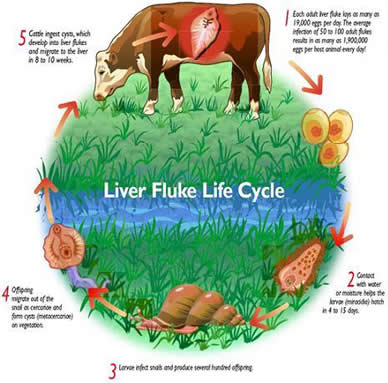 1 Each adult liver fluke lays as many as
19,000 eggs per day. The average
infection of 50 to 100 adult flukes
results in as many as 1,900,000
eggs per host animal every day!
5 Cattle ingest cysts, which
develop into liver flukes
and migrate to the liver
in 8 to 10 weeks.
Liver Fluke Life Cycle
2 Contact
with water
or moisture helps the
larvae (miracidia) hatch
in 4 to 15 days.
4 Offspring
migrate out of the
snail as cercariae and
form cysts (metacercariae)
on vegetation.
3 Larvae infect snails and produce several hundred offspring.